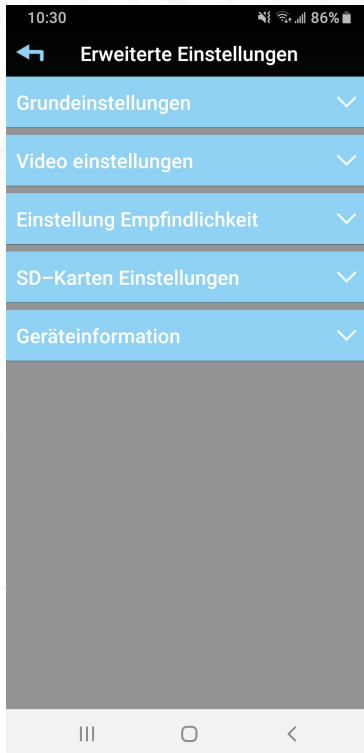 10:30 86%
Erweiterte Einstellungen
Grundeinstellungen
Video einstellungen
Einstellung Empfindlichkeit
SD-Karten Einstellungen
Geräteinformation